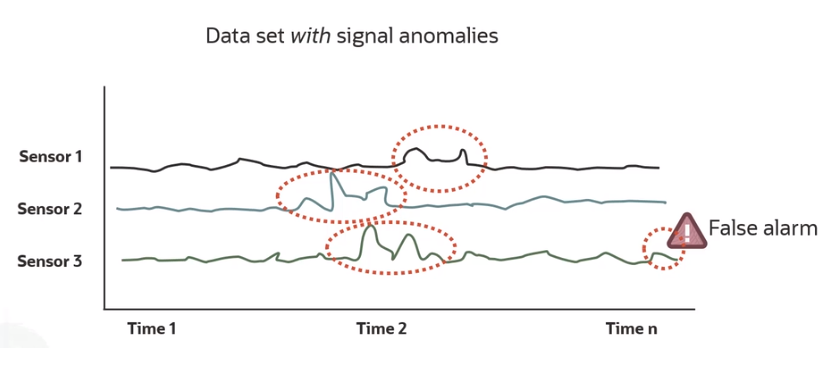 Data set with signal anomalies
Sensor 1
Sensor 2
False alarm
Sensor 3
Time 1
Time 2
Time n